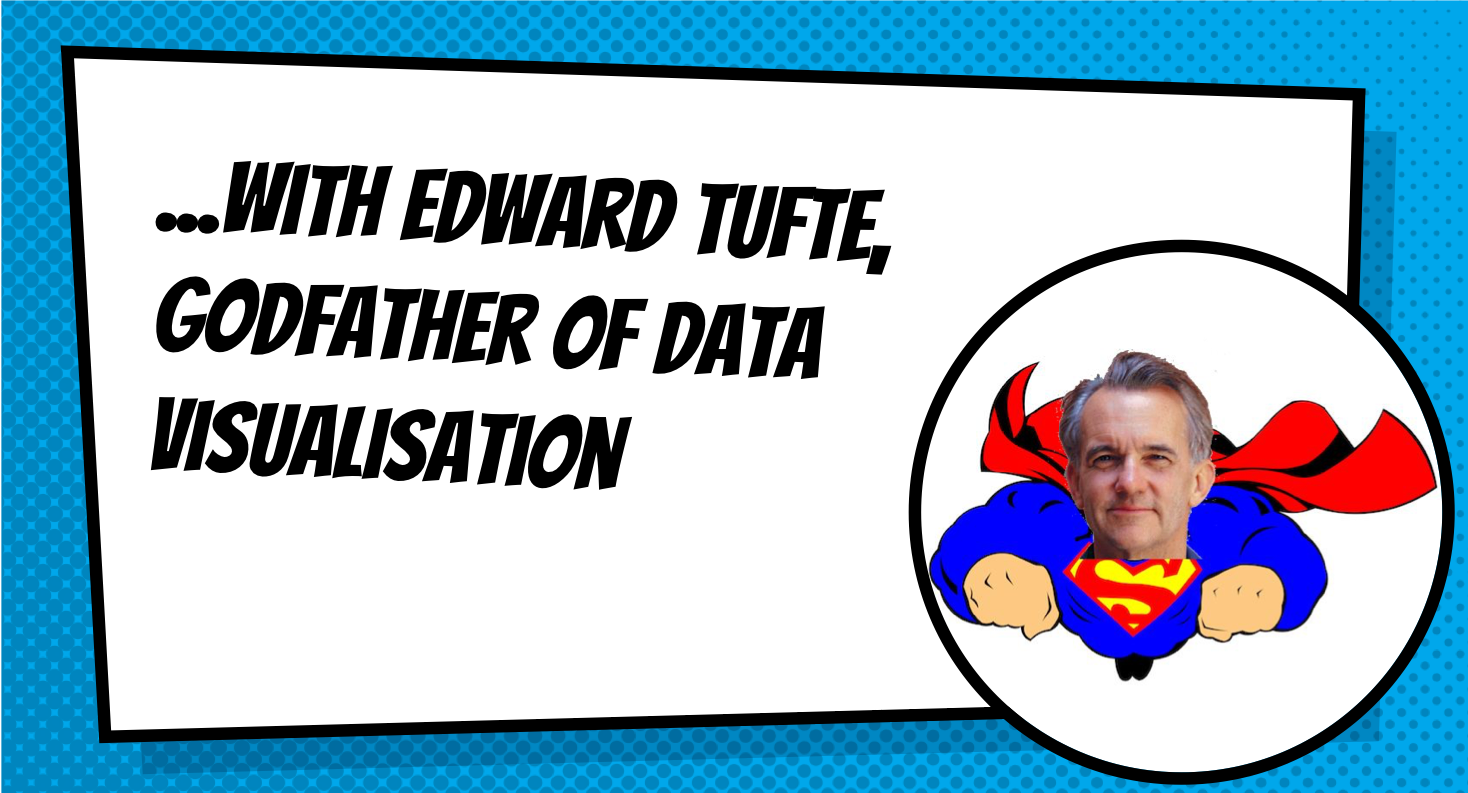 ...WITH EDWARD TUFTE,
GODFATHER OF DATA
VISUALISATION
S